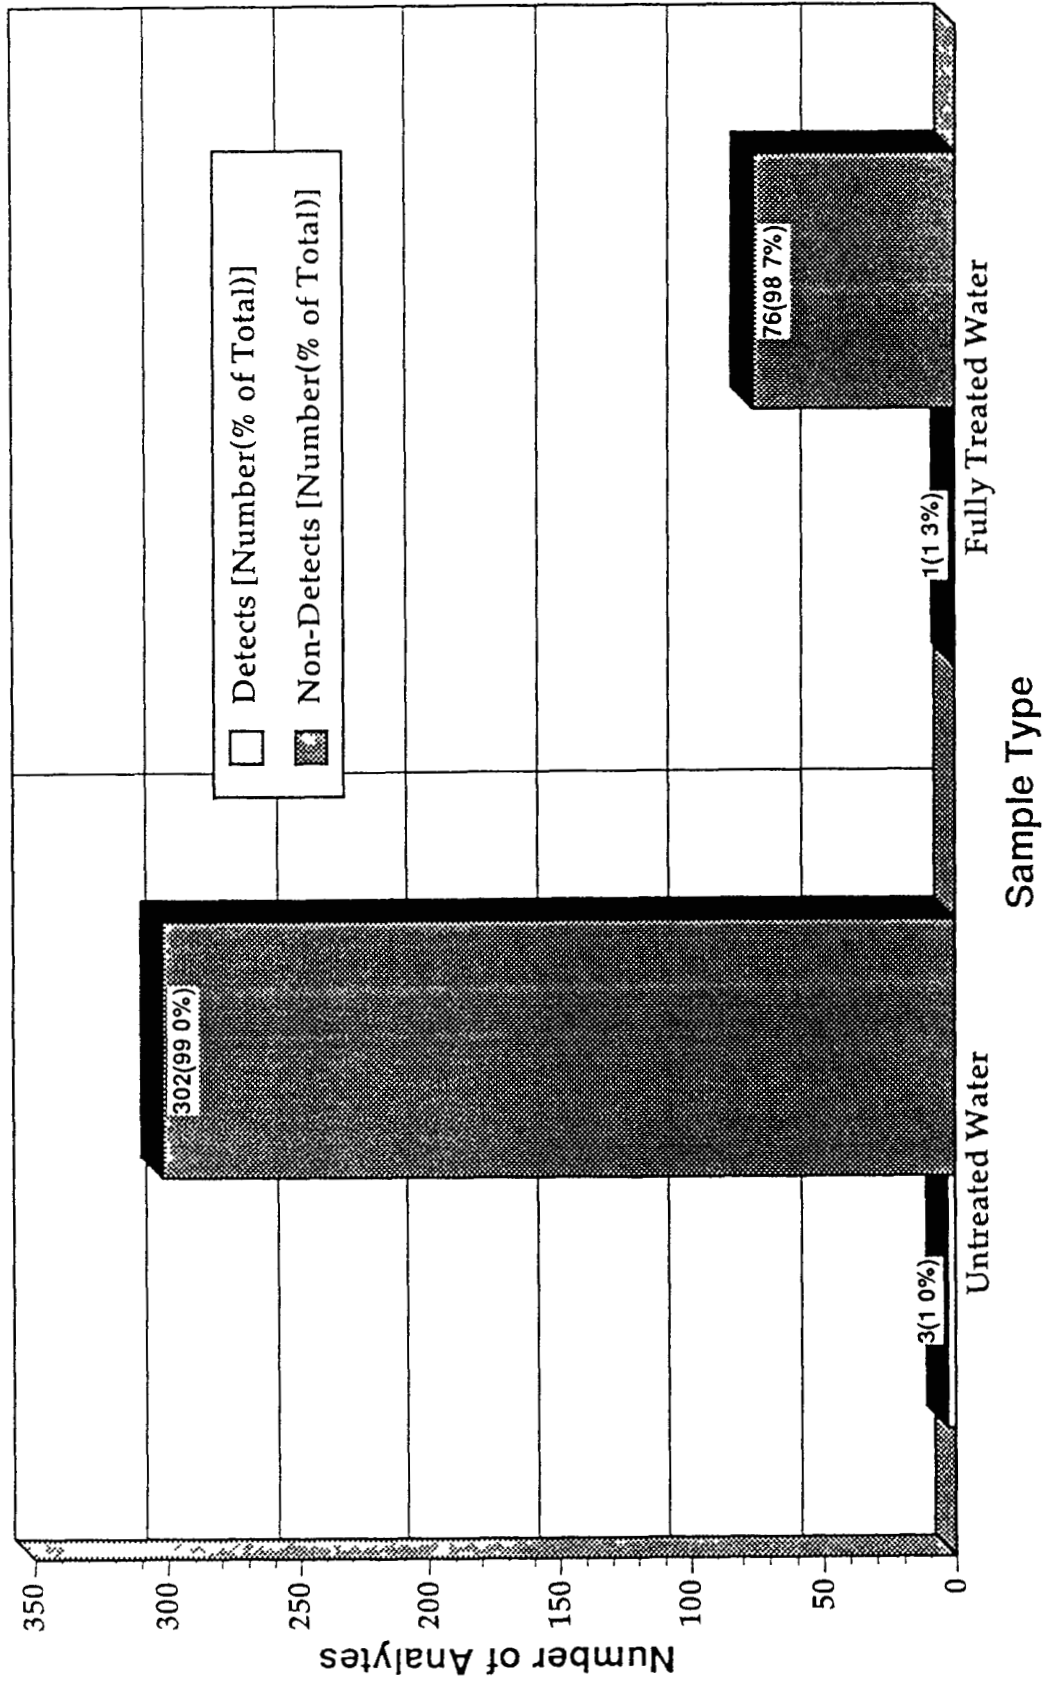 Number of Analytes
350
300
250
200
150
100
50
0
Detects [Number(% of Total)]
Non-Detects [Number(% of Total)]
3(1 0%)
302(99 0%)
1(1 3%)
76(98 7%)
Untreated Water
Fully Treated Water
Sample Type